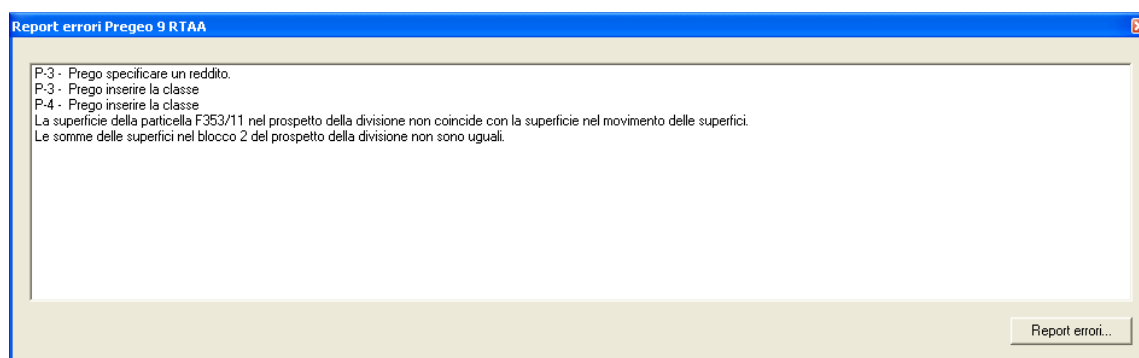 Report errori Pregeo 9 RTAA
P-3 - Prego specificare un reddito.
P-3 - Prego inserire la classe
P-4 - Prego inserire la classe
La superficie della particella F353/11 nel prospetto della divisione non coincide con la superficie nel movimento delle superfici.
Le somme delle superfici nel blocco 2 del prospetto della divisione non sono uguali.
Report errori...